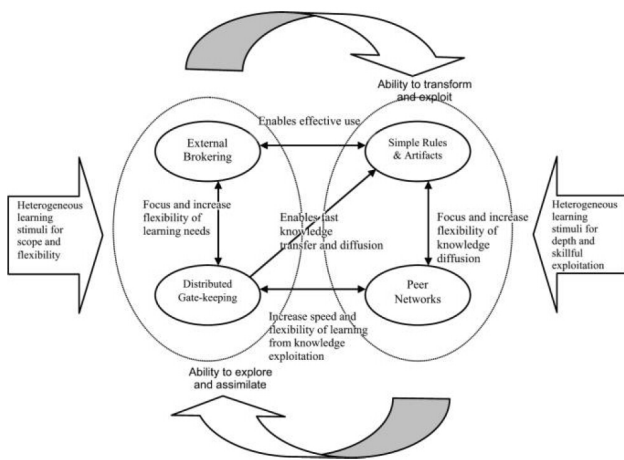 Ability to transform
and exploit
Enables effective use
External
Brokering
Simple Rules
& Artifacts
Heterogeneous
learning
stimuli for
scope and
flexibility
Focus and increase
flexibility of
learning needs
Enables fast
knowledge
transfer and diffusion
Focus and increase
flexibility of
knowledge
diffusion
Heterogeneous
learning
stimuli for
depth and
skillful
exploitation
Distributed
Gate-keeping
Peer
Networks
Increase speed and
flexibility of learning
from knowledge
exploitation
Ability to explore
and assimilate